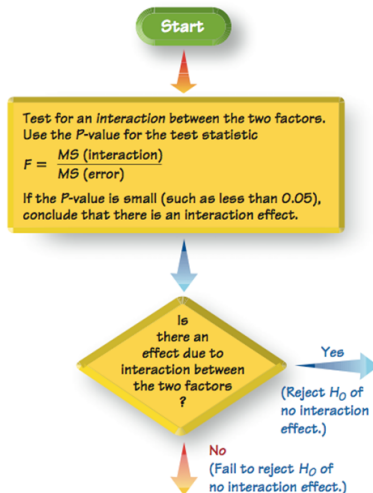 Start
Test for an interaction between the two factors.
Use the P-value for the test statistic
F = MS (interaction)
MS (error)
If the P-value is small (such as less than 0.05),
conclude that there is an interaction effect.
Is
there an
effect due to
interaction between
the two factors
?
Yes
(Reject H0 of
no interaction
effect.)
No
(Fail to reject H0 of
no interaction effect.)